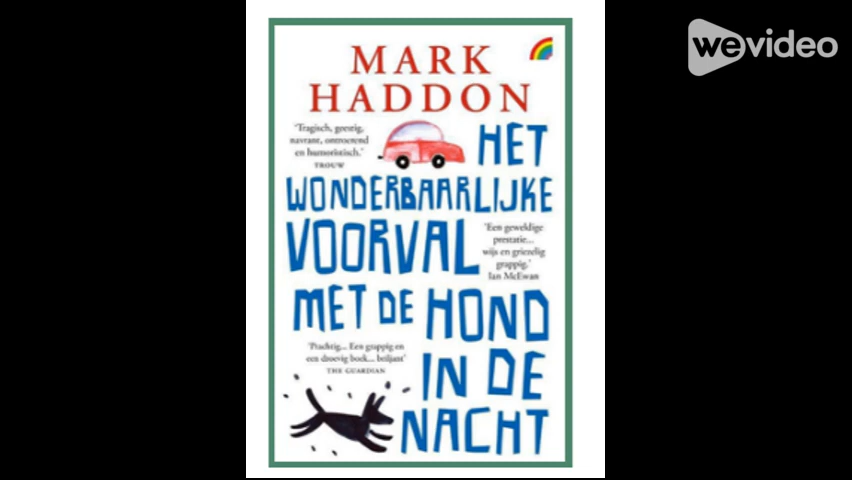 wevideo
MARK
HADDON
'Tragisch, geestig,
navrant, ontroerend
en humoristisch.'
TROUW
HET
WONDERBAARLIJKE
VOORVAL
'Een geweldige
prestatie...
wijs en griezelig
grappig.'
Ian McEwan
MET DE HOND
'Prachtig... Een grappig en
een droevig boek... briljant'
THE GUARDIAN
IN DE
NACHT